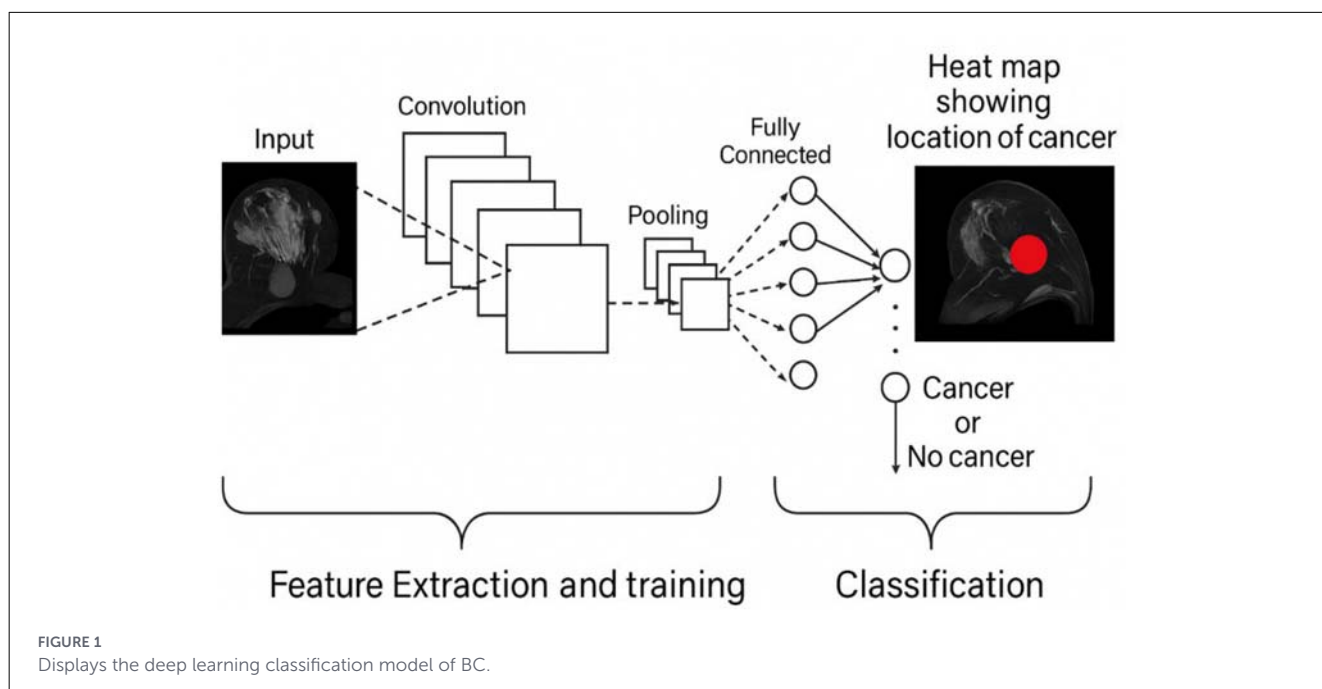 Input
Convolution
Pooling
Fully
Connected
Heat map
showing
location of cancer
Cancer
or
No cancer
Feature Extraction and training
Classification
FIGURE 1
Displays the deep learning classification model of BC.